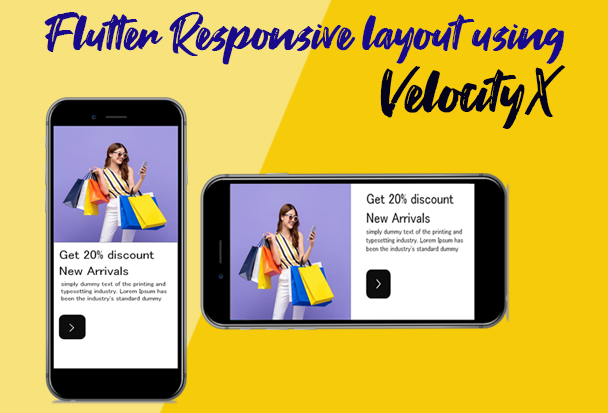 Flutter Responsive layout using
VelocityX
Get 20% discount
New Arrivals
simply dummy text of the printing and
typesetting industry. Lorem Ipsum has
been the industry's standard dummy
Get 20% discount
New Arrivals
simply dummy text of the printing and
typesetting industry. Lorem Ipsum has
been the industry's standard dummy